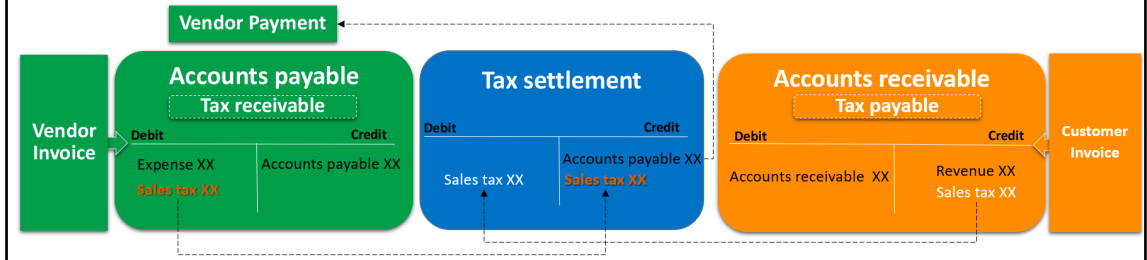 Vendor Payment
Vendor
Invoice
Accounts payable
Tax receivable
Debit
Credit
Expense XX
Accounts payable XX
Sales tax XX
Tax settlement
Debit
Credit
Accounts payable XX
Sales tax XX
Sales tax XX
Accounts receivable
Tax payable
Debit
Credit
Accounts receivable XX
Revenue XX
Sales tax XX
Customer
Invoice